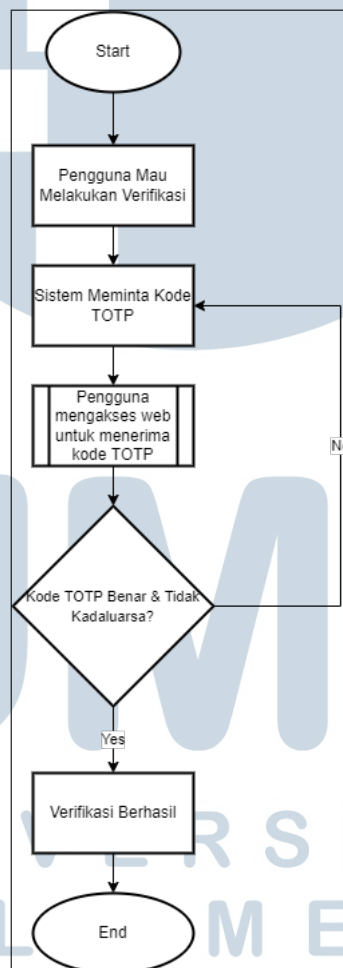 Start
Pengguna Mau
Melakukan Verifikasi
Sistem Meminta Kode
TOTP
Pengguna
mengakses web
untuk menerima
kode TOTP
Kode TOTP Benar & Tidak
Kadaluarsa?
Yes
Verifikasi Berhasil
End